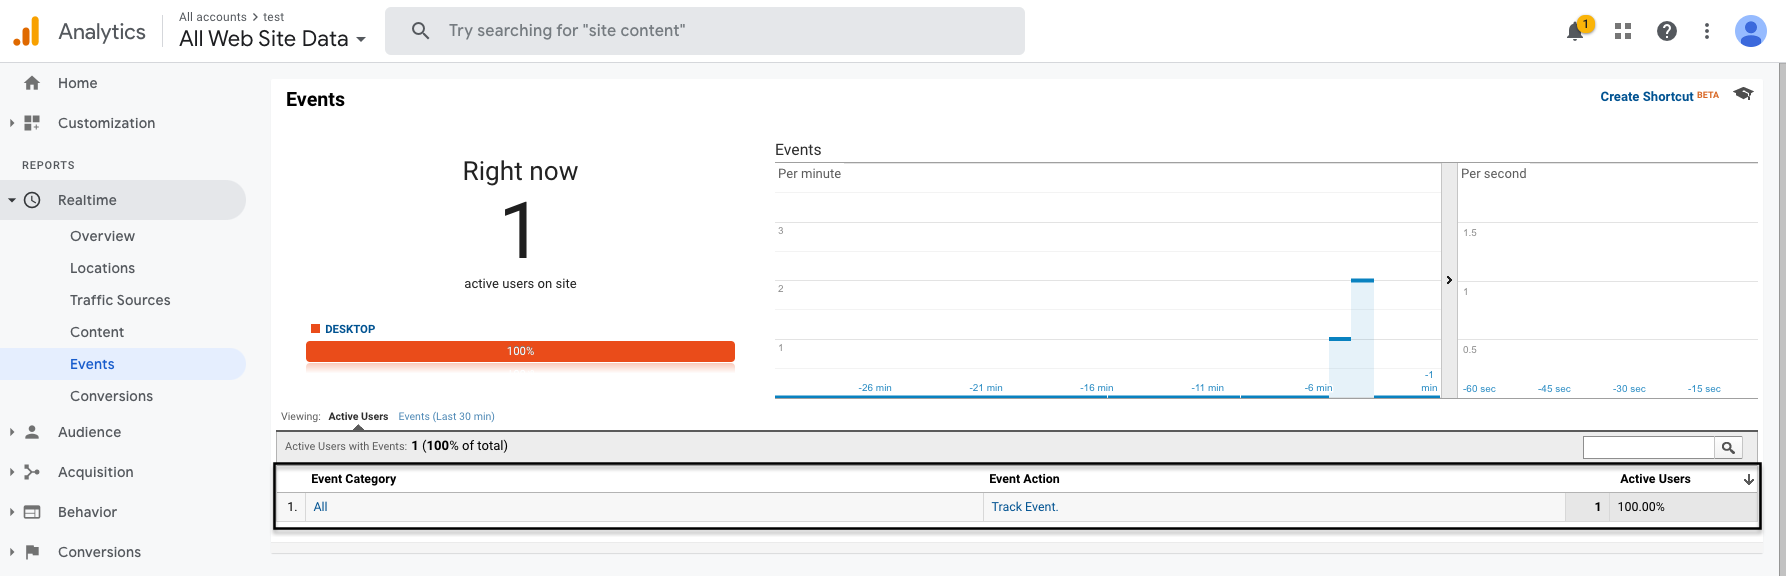 Analytics
All accounts > test
All Web Site Data
Try searching for "site content"
1
Home
Customization
REPORTS
Realtime
Overview
Locations
Traffic Sources
Content
Events
Conversions
Audience
Acquisition
Behavior
Conversions
Events
Create Shortcut BETA
Right now
1
active users on site
DESKTOP
100%
Events
Per minute
3
2
1
-26 min
-21 min
-16 min
-11 min
-6 min
-1
min
Per second
1.5
1
0.5
-60 sec
-45 sec
-30 sec
-15 sec
Viewing: Active Users Events (Last 30 min)
Active Users with Events: 1 (100% of total)
Event Category Event Action Active Users
1. All Track Event. 1 100.00%